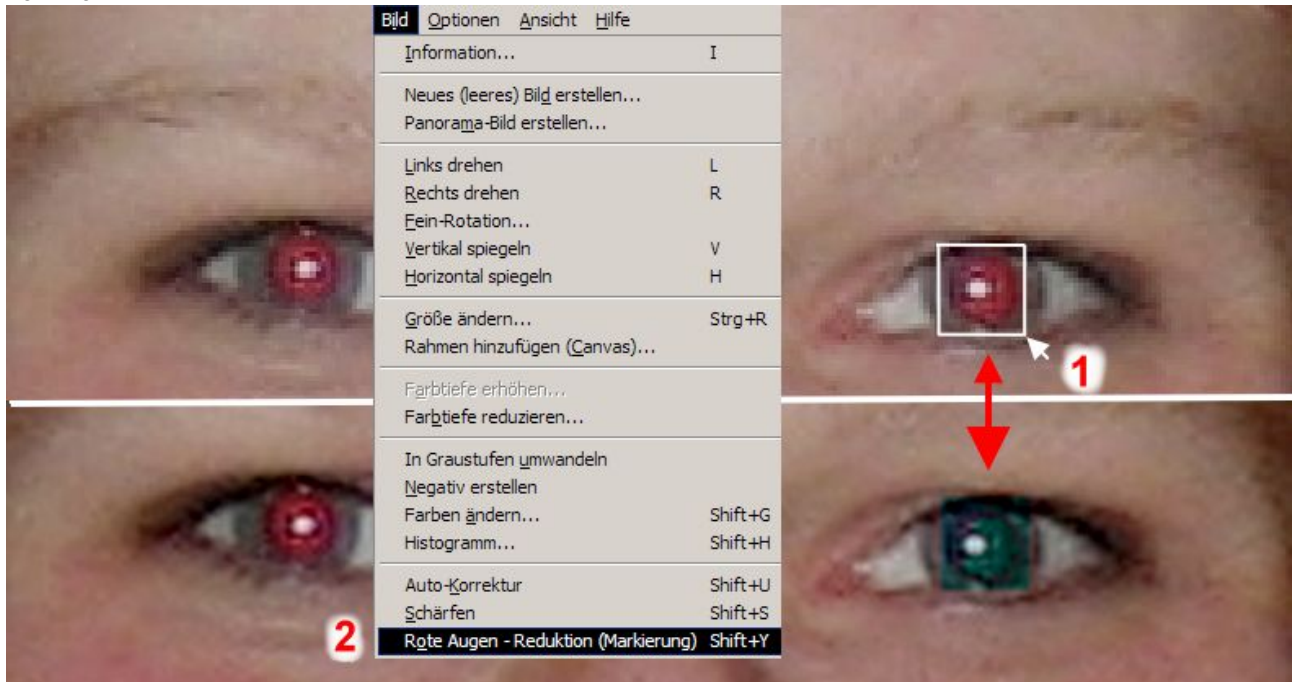 Bild Optionen Ansicht Hilfe
Information... I
Neues (leeres) Bild erstellen...
Panorama-Bild erstellen...
Links drehen L
Rechts drehen R
Fein-Rotation...
Vertikal spiegeln V
Horizontal spiegeln H
Größe ändern... Strg+R
Rahmen hinzufügen (Canvas)...
Farbtiefe erhöhen...
Farbtiefe reduzieren...
In Graustufen umwandeln
Negativ erstellen
Farben ändern... Shift+G
Histogramm... Shift+H
Auto-Korrektur Shift+U
Schärfen Shift+S
Rote Augen - Reduktion (Markierung) Shift+Y
1
2